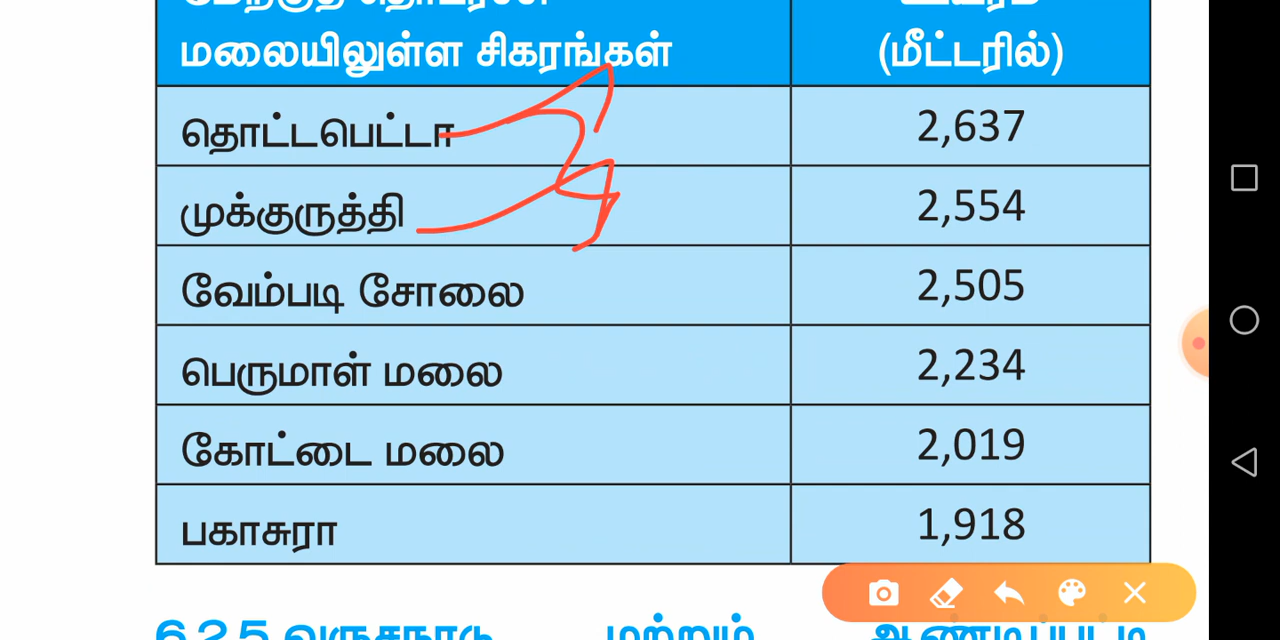 மலையிலுள்ள சிகரங்கள் (மீட்டரில்)
தொட்டபெட்டா 2,637
முக்குருத்தி 2,554
வேம்படி சோலை 2,505
பெருமாள் மலை 2,234
கோட்டை மலை 2,019
பகாசுரா 1,918